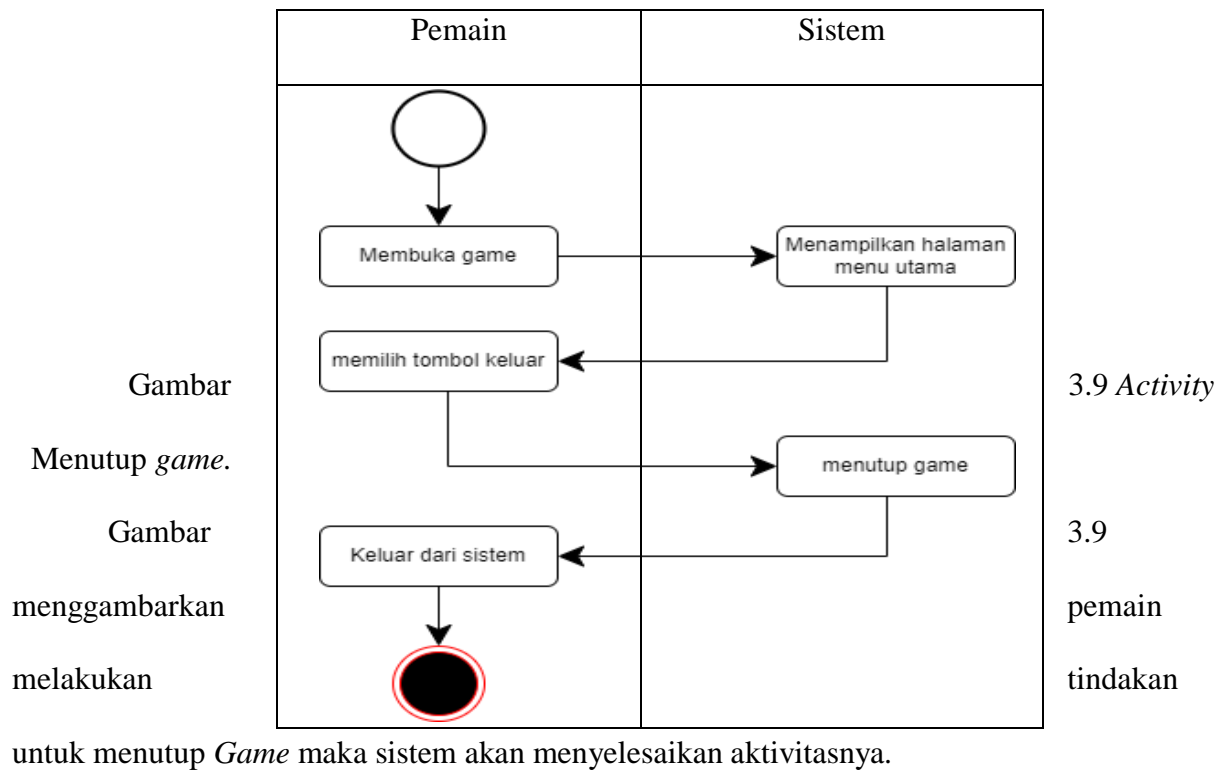 Pemain Sistem
Membuka game
Menampilkan halaman
menu utama
memilih tombol keluar
menutup game
Keluar dari sistem
Gambar 3.9 Activity
Menutup game.
Gambar 3.9
menggambarkan pemain
melakukan tindakan
untuk menutup Game maka sistem akan menyelesaikan aktivitasnya.